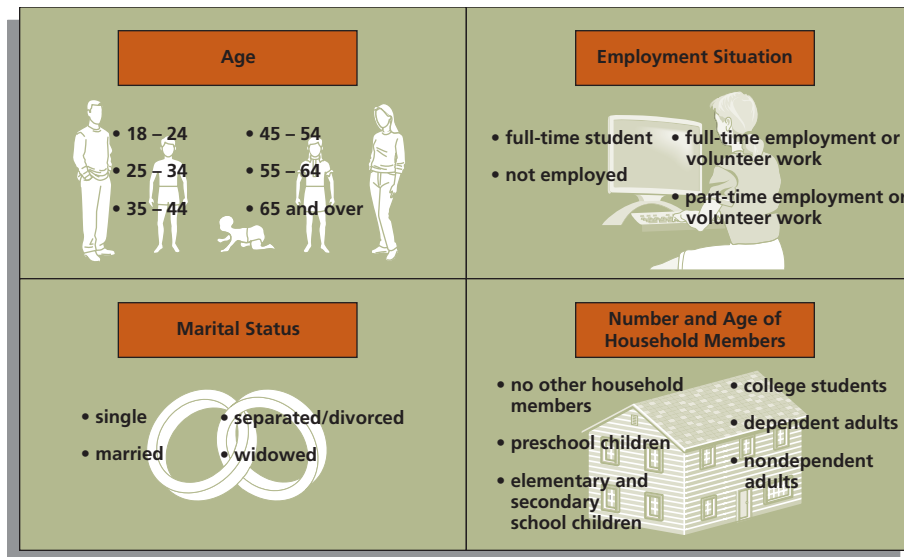 Age
• 18 – 24
• 25 – 34
• 35 – 44
• 45 – 54
• 55 – 64
• 65 and over
Employment Situation
• full-time student
• not employed
• full-time employment or
volunteer work
• part-time employment or
volunteer work
Marital Status
• single
• married
• separated/divorced
• widowed
Number and Age of
Household Members
• no other household
members
• preschool children
• elementary and
secondary
school children
• college students
• dependent adults
• nondependent
adults